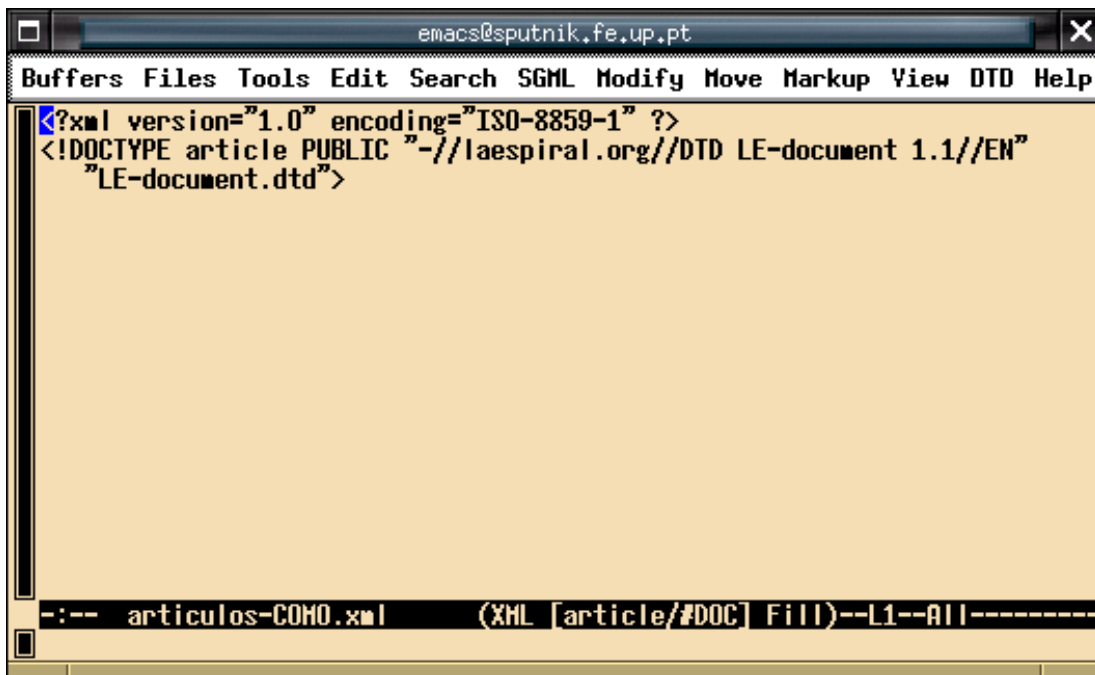 emacs@sputnik.fe.up.pt
Buffers Files Tools Edit Search SGML Modify Move Markup View DTD Help
<?xml version="1.0" encoding="ISO-8859-1" ?>
<!DOCTYPE article PUBLIC "-//laespiral.org//DTD LE-document 1.1//EN"
"LE-document.dtd">
-:-- articulos-COMO.xml (XML [article/#DOC] Fill)--L1--All---------